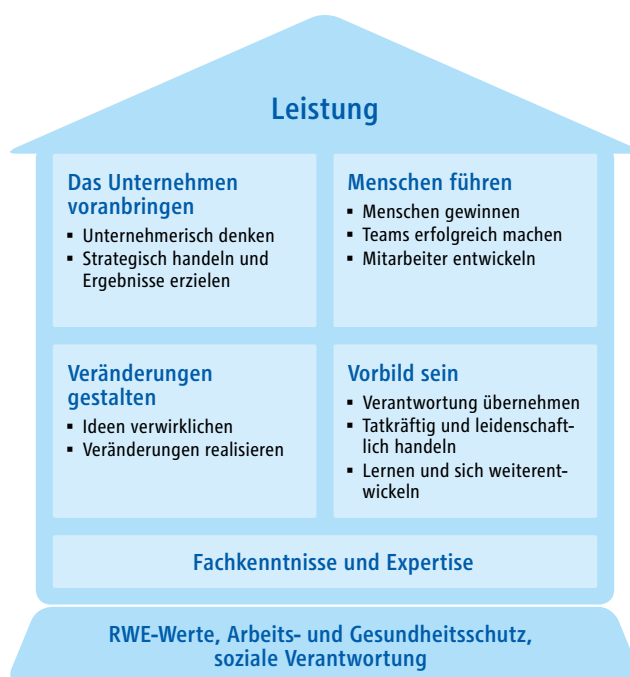 Leistung
Das Unternehmen
voranbringen
▪ Unternehmerisch denken
▪ Strategisch handeln und
Ergebnisse erzielen
Menschen führen
▪ Menschen gewinnen
▪ Teams erfolgreich machen
▪ Mitarbeiter entwickeln
Veränderungen
gestalten
▪ Ideen verwirklichen
▪ Veränderungen realisieren
Vorbild sein
▪ Verantwortung übernehmen
▪ Tatkräftig und leidenschaft-
lich handeln
▪ Lernen und sich weiterent-
wickeln
Fachkenntnisse und Expertise
RWE-Werte, Arbeits- und Gesundheitsschutz,
soziale Verantwortung